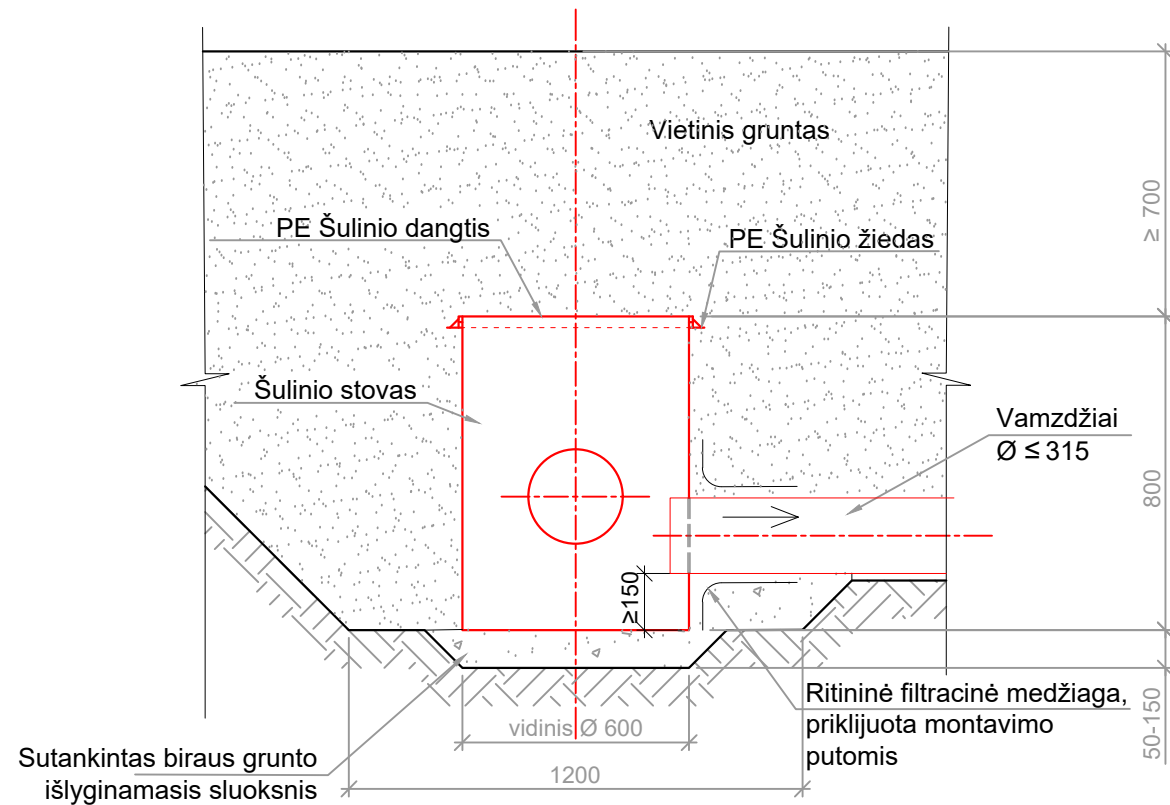 Vietinis gruntas
≥ 700
PE Šulinio dangtis
PE Šulinio žiedas
Šulinio stovas
Vamzdžiai
Ø ≤ 315
800
≥150
Ritininė filtracinė medžiaga,
priklijuota montavimo
putomis
50-150
vidinis Ø 600
Sutankintas biraus grunto
išlyginamasis sluoksnis
1200